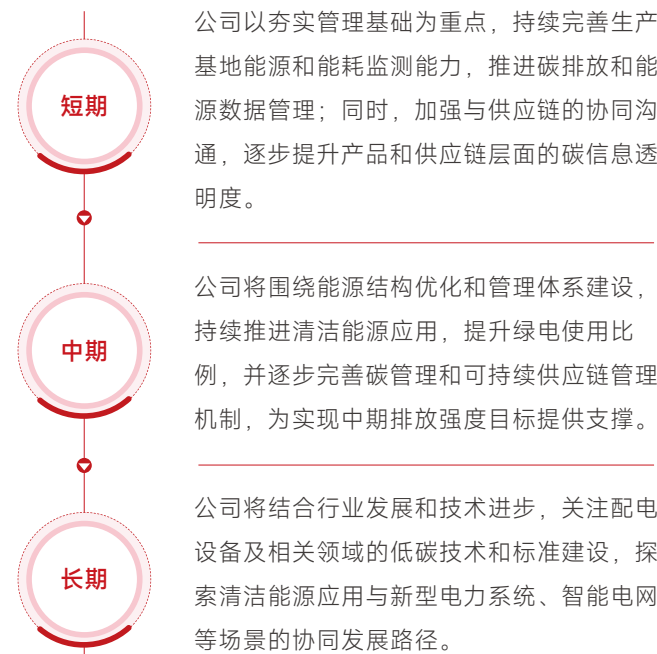 短期
公司以夯实管理基础为重点，持续完善生产
基地能源和能耗监测能力，推进碳排放和能
源数据管理；同时，加强与供应链的协同沟
通，逐步提升产品和供应链层面的碳信息透
明度。
中期
公司将围绕能源结构优化和管理体系建设，
持续推进清洁能源应用，提升绿电使用比
例，并逐步完善碳管理和可持续供应链管理
机制，为实现中期排放强度目标提供支撑。
长期
公司将结合行业发展和技术进步，关注配电
设备及相关领域的低碳技术和标准建设，探
索清洁能源应用与新型电力系统、智能电网
等场景的协同发展路径。